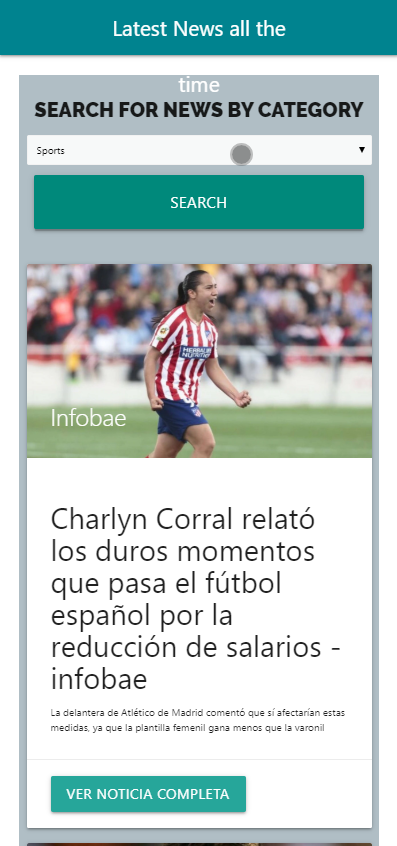 Latest News all the
time
SEARCH FOR NEWS BY CATEGORY
Sports
SEARCH
HERBALIFE
NUTRITION
Infobae
Charlyn Corral relató
los duros momentos
que pasa el fútbol
español por la
reducción de salarios -
infobae
La delantera de Atlético de Madrid comentó que sí afectarían estas
medidas, ya que la plantilla femenil gana menos que la varonil
VER NOTICIA COMPLETA